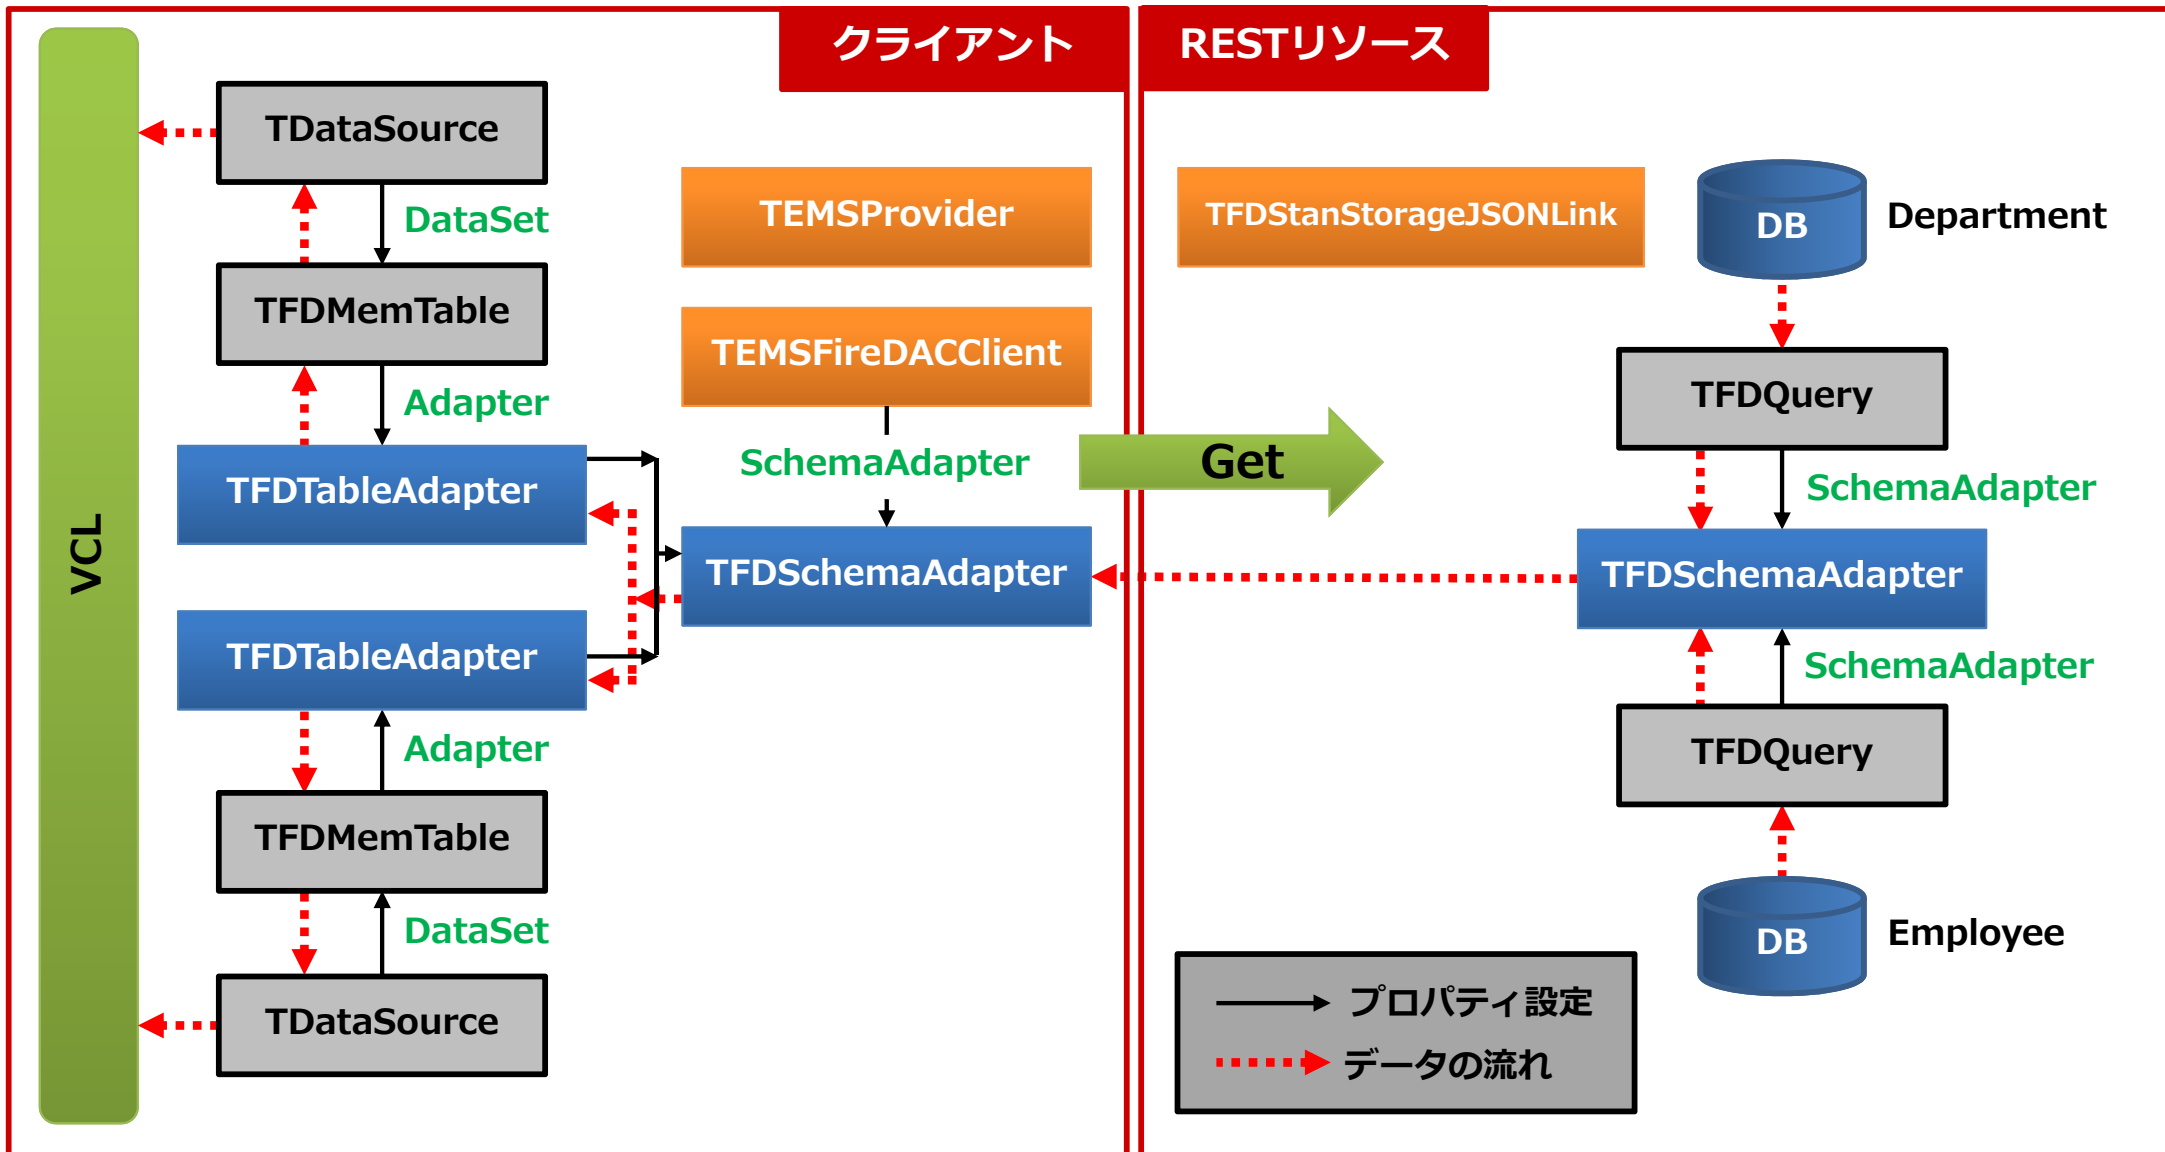 クライアント
RESTリソース
VCL
TDataSource
DataSet
TFDMemTable
Adapter
TFDTableAdapter
TFDTableAdapter
Adapter
TFDMemTable
DataSet
TDataSource
TEMSProvider
TEMSFireDACClient
SchemaAdapter
TFDSchemaAdapter
Get
TFDStanStorageJSONLink
DB
Department
TFDQuery
SchemaAdapter
TFDSchemaAdapter
SchemaAdapter
TFDQuery
DB
Employee
プロパティ設定
データの流れ